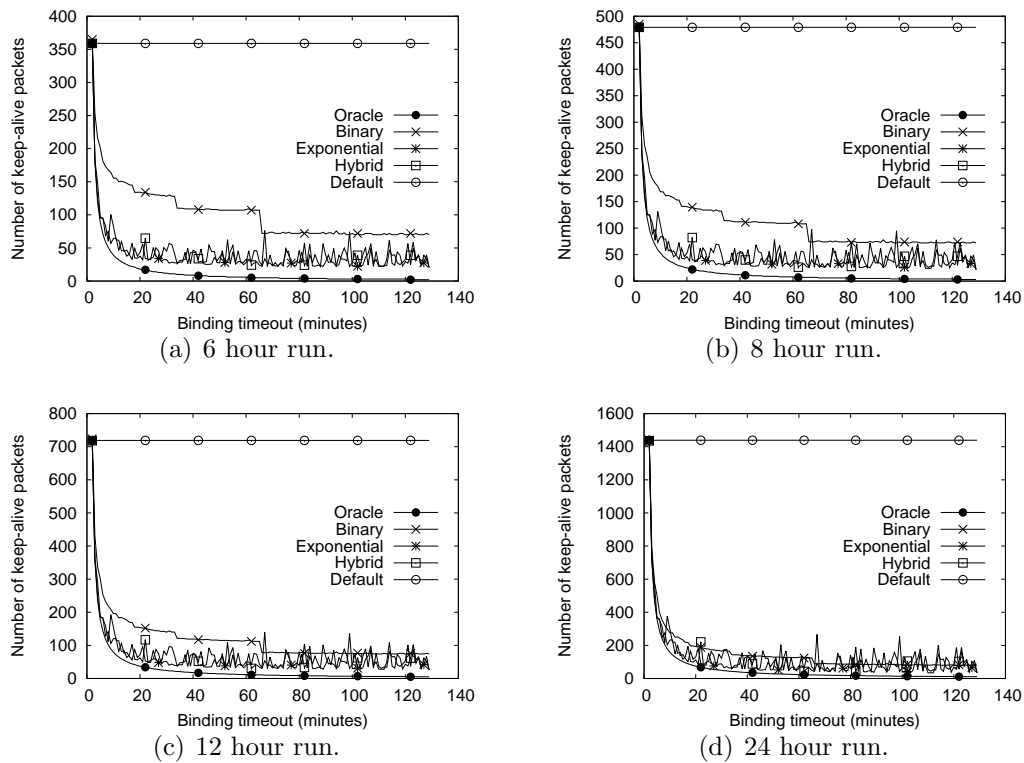 Number of keep-alive packets
400
350
300
250
200
150
100
50
0
Oracle
Binary
Exponential
Hybrid
Default
0 20 40 60 80 100 120 140
Binding timeout (minutes)
(a) 6 hour run.
Number of keep-alive packets
500
450
400
350
300
250
200
150
100
50
0
Oracle
Binary
Exponential
Hybrid
Default
0 20 40 60 80 100 120 140
Binding timeout (minutes)
(b) 8 hour run.
Number of keep-alive packets
800
700
600
500
400
300
200
100
0
Oracle
Binary
Exponential
Hybrid
Default
0 20 40 60 80 100 120 140
Binding timeout (minutes)
(c) 12 hour run.
Number of keep-alive packets
1600
1400
1200
1000
800
600
400
200
0
Oracle
Binary
Exponential
Hybrid
Default
0 20 40 60 80 100 120 140
Binding timeout (minutes)
(d) 24 hour run.